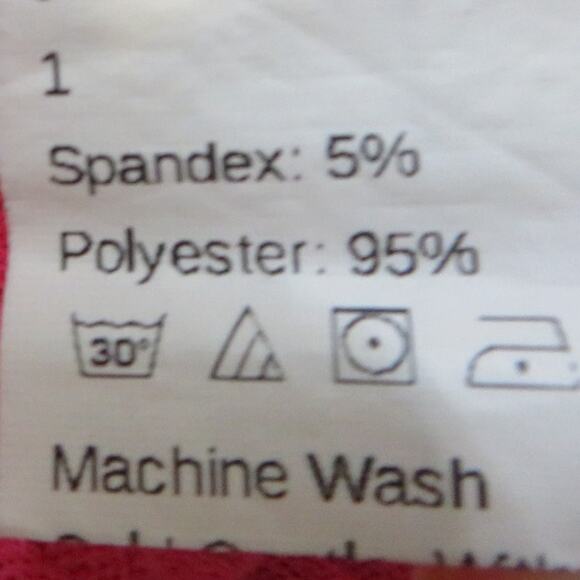 1
Spandex: 5%
Polyester: 95%
30°
Machine Wash